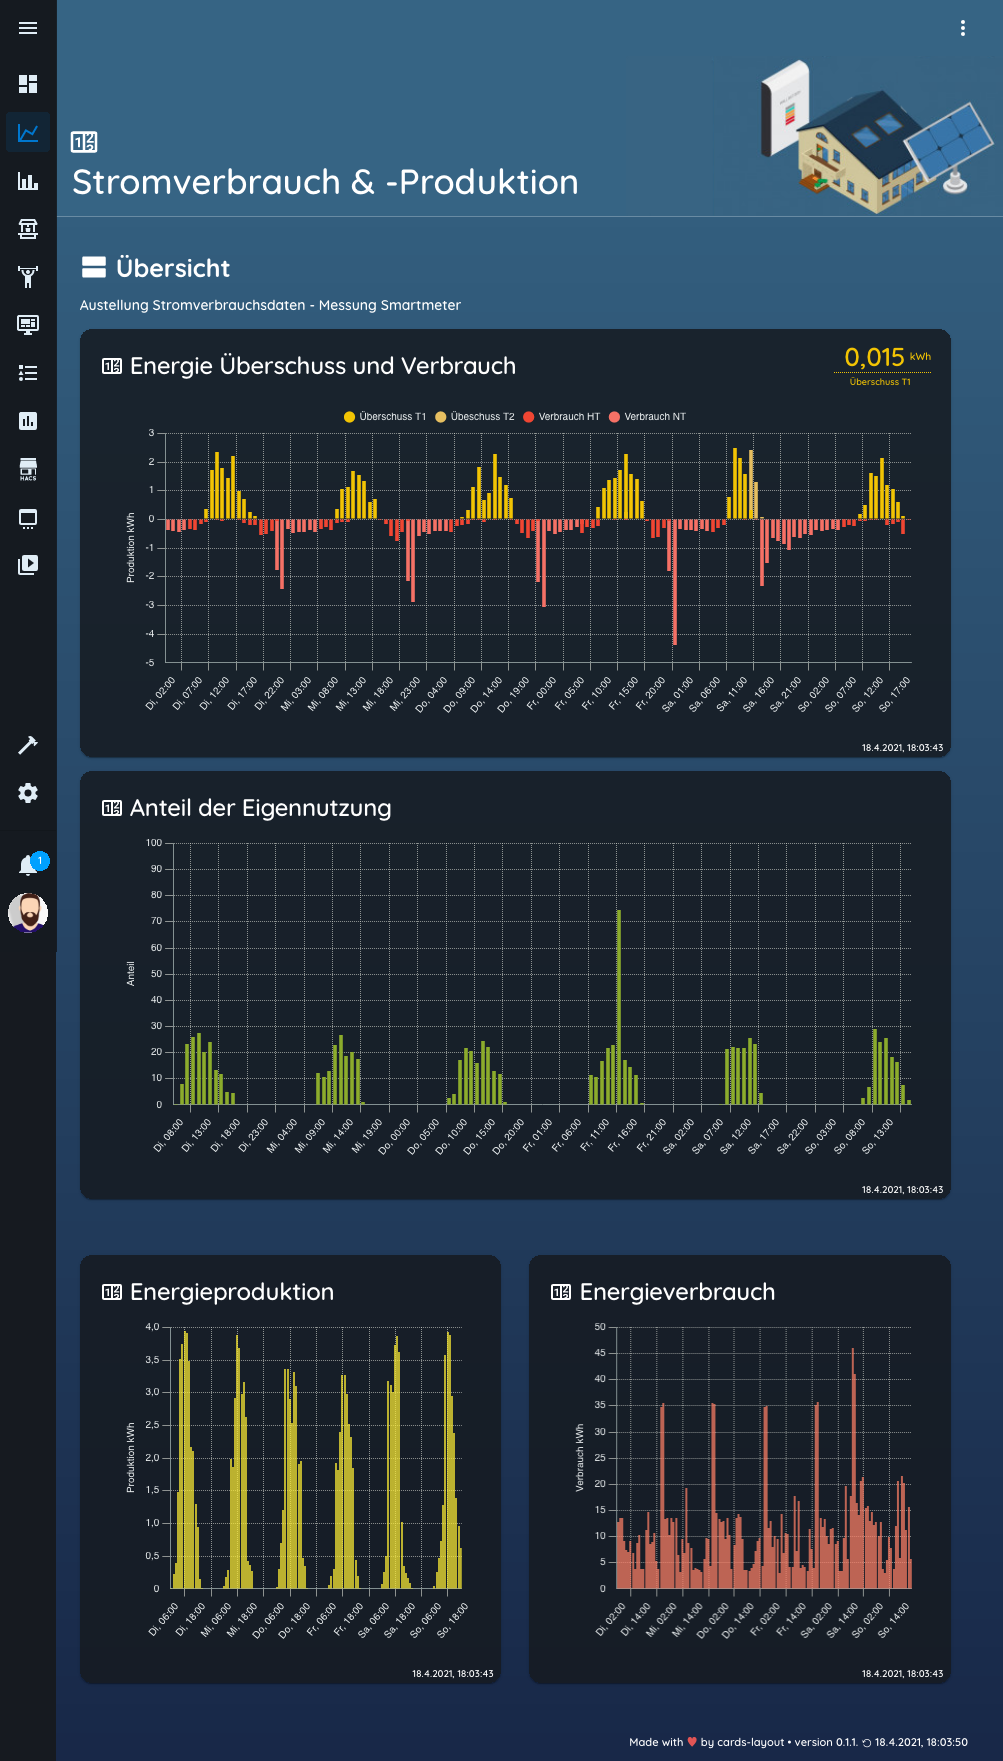 Stromverbrauch & -Produktion
Übersicht
Austellung Stromverbrauchsdaten - Messung Smartmeter
Energie Überschuss und Verbrauch
0,015 kWh
Überschuss T1
Überschuss T1 Übeschuss T2 Verbrauch HT Verbrauch NT
Produktion kWh
3
2
1
0
-1
-2
-3
-4
-5
Di, 02:00
Di, 07:00
Di, 12:00
Di, 17:00
Di, 22:00
Mi, 03:00
Mi, 08:00
Mi, 13:00
Mi, 18:00
Mi, 23:00
Do, 04:00
Do, 09:00
Do, 14:00
Do, 19:00
Fr, 00:00
Fr, 05:00
Fr, 10:00
Fr, 15:00
Fr, 20:00
Sa, 01:00
Sa, 06:00
Sa, 11:00
Sa, 16:00
Sa, 21:00
So, 02:00
So, 07:00
So, 12:00
So, 17:00
18.4.2021, 18:03:43
HACS
1
Anteil der Eigennutzung
Anteil
100
90
80
70
60
50
40
30
20
10
0
Di, 08:00
Di, 13:00
Di, 18:00
Di, 23:00
Mi, 04:00
Mi, 09:00
Mi, 14:00
Mi, 19:00
Do, 00:00
Do, 05:00
Do, 10:00
Do, 15:00
Do, 20:00
Fr, 01:00
Fr, 06:00
Fr, 11:00
Fr, 16:00
Fr, 21:00
Sa, 02:00
Sa, 07:00
Sa, 12:00
Sa, 17:00
Sa, 22:00
So, 03:00
So, 08:00
So, 13:00
18.4.2021, 18:03:43
Energieproduktion
Produktion kWh
4,0
3,5
3,0
2,5
2,0
1,5
1,0
0,5
0
Di, 06:00
Di, 18:00
Mi, 06:00
Mi, 18:00
Do, 06:00
Do, 18:00
Fr, 06:00
Fr, 18:00
Sa, 06:00
Sa, 18:00
So, 06:00
So, 18:00
18.4.2021, 18:03:43
Energieverbrauch
Verbrauch kWh
50
45
40
35
30
25
20
15
10
5
0
Di, 02:00
Di, 14:00
Mi, 02:00
Mi, 14:00
Do, 02:00
Do, 14:00
Fr, 02:00
Fr, 14:00
Sa, 02:00
Sa, 14:00
So, 02:00
So, 14:00
18.4.2021, 18:03:43
Made with ♥ by cards-layout • version 0.1.1. 18.4.2021, 18:03:50